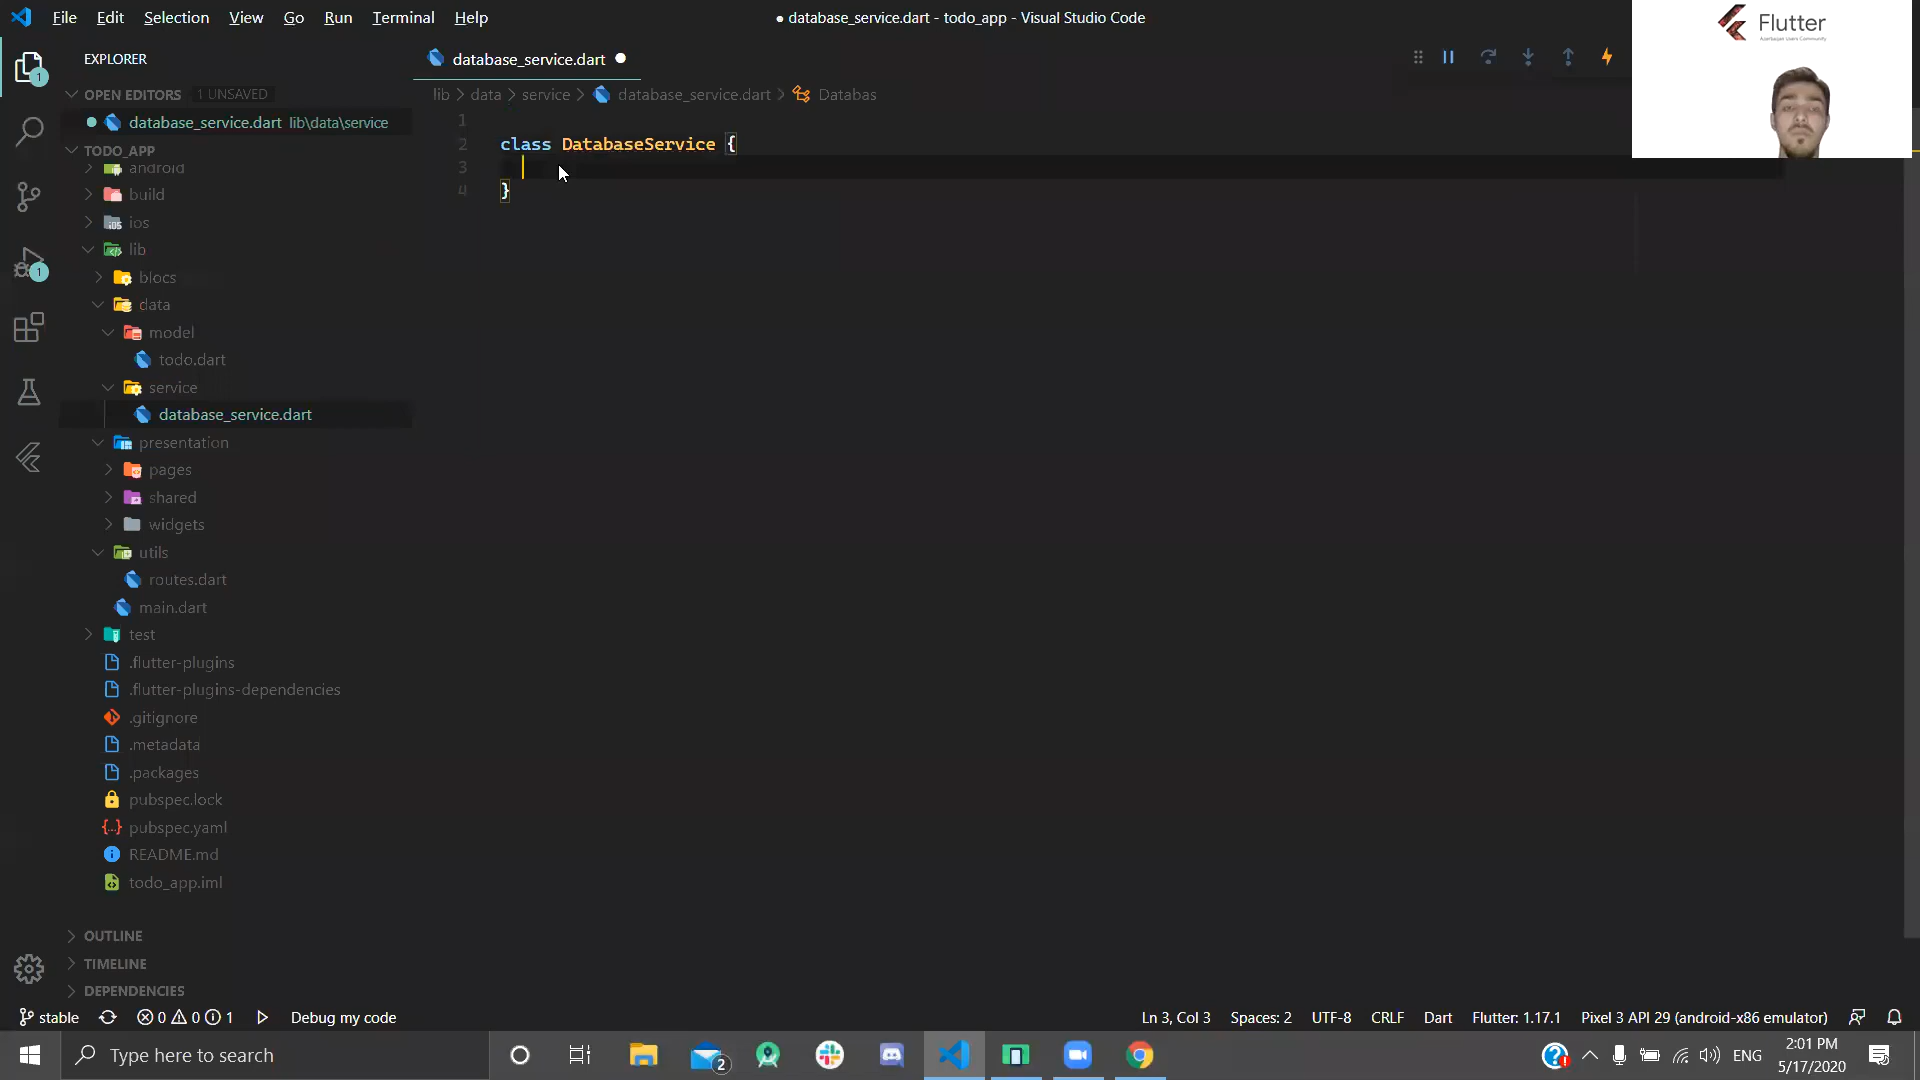 File Edit Selection View Go Run Terminal Help
● database_service.dart - todo_app - Visual Studio Code
Flutter
EXPLORER
database_service.dart
OPEN EDITORS 1 UNSAVED
lib > data > service > database_service.dart > Databas
database_service.dart lib\data\service
TODO_APP
android
build
ios
lib
blocs
data
model
todo.dart
service
database_service.dart
presentation
pages
shared
widgets
utils
routes.dart
main.dart
test
.flutter-plugins
.flutter-plugins-dependencies
.gitignore
.metadata
.packages
pubspec.lock
pubspec.yaml
README.md
todo_app.iml
OUTLINE
TIMELINE
DEPENDENCIES
1
2 class DatabaseService {
3
4 }
1
1
stable 0 0 1 Debug my code
Ln 3, Col 3 Spaces: 2 UTF-8 CRLF Dart Flutter: 1.17.1 Pixel 3 API 29 (android-x86 emulator)
Type here to search
2
ENG
2:01 PM
5/17/2020